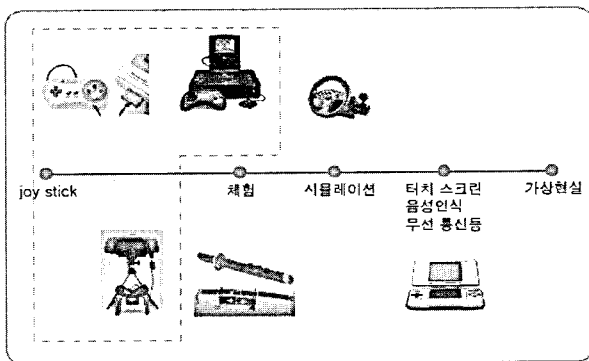 joy stick
체험
시뮬레이션
터치 스크린
음성인식
무선 통신등
가상현실